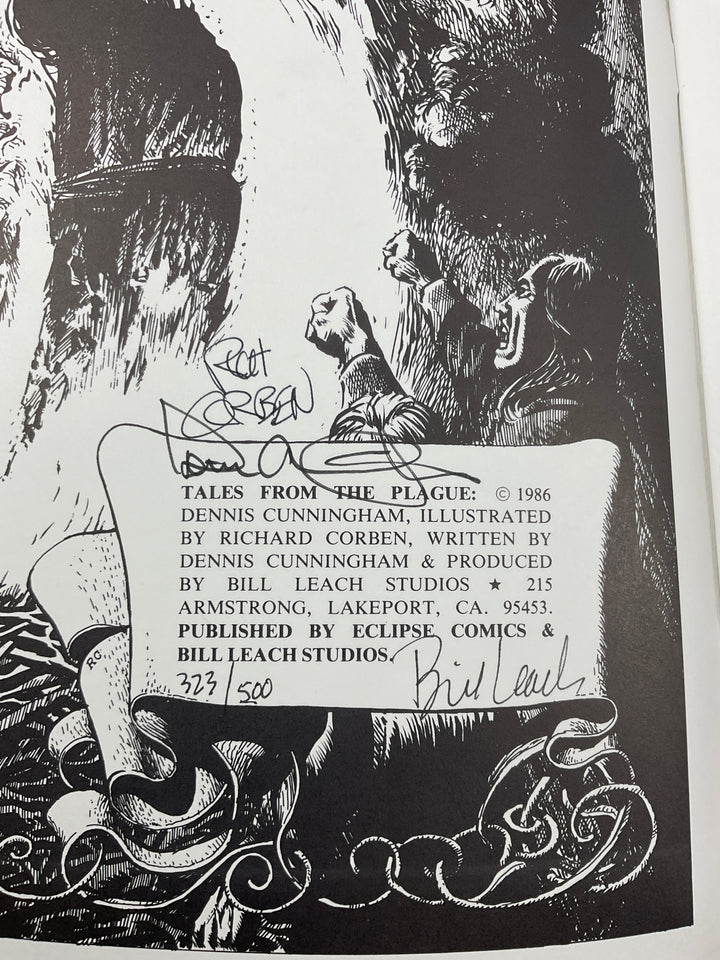 RICH
CORBEN
TALES FROM THE PLAGUE: © 1986
DENNIS CUNNINGHAM, ILLUSTRATED
BY RICHARD CORBEN, WRITTEN BY
DENNIS CUNNINGHAM & PRODUCED
BY BILL LEACH STUDIOS ★ 215
ARMSTRONG, LAKEPORT, CA. 95453.
PUBLISHED BY ECLIPSE COMICS &
BILL LEACH STUDIOS.
323/500 Bill Leach